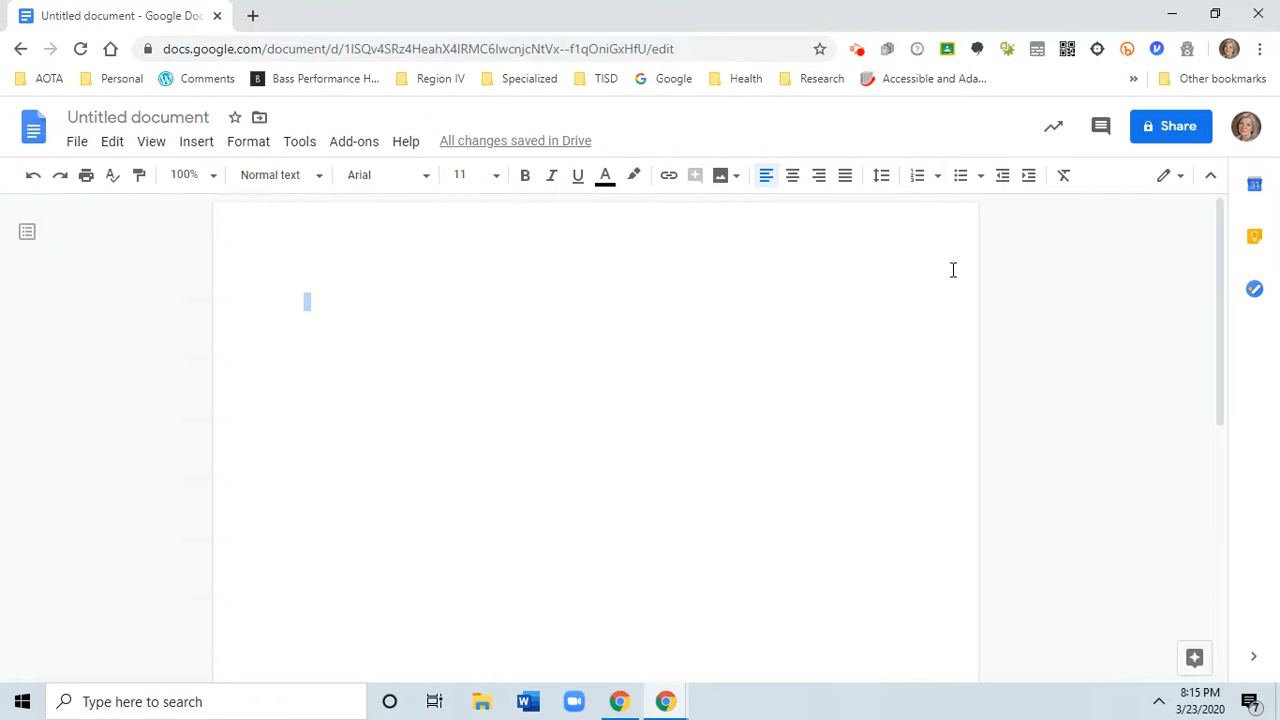 Untitled document - Google Doc
docs.google.com/document/d/1ISQv4SRz4HeahX4IRMC6IwcnjcNtVx--f1qOniGxHfU/edit
AOTA Personal Comments Bass Performance H... Region IV Specialized TISD Google Health Research Accessible and Ada... » Other bookmarks
Untitled document
File Edit View Insert Format Tools Add-ons Help All changes saved in Drive
Share
100% Normal text Arial 11 B I U A
31
Type here to search
8:15 PM
3/23/2020
7